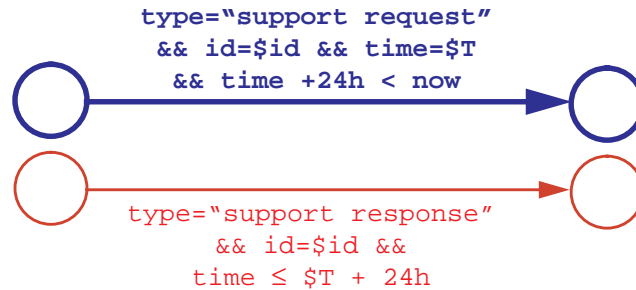 type=“support request”
&& id=$id && time=$T
&& time +24h < now
type=“support response”
&& id=$id &&
time ≤ $T + 24h